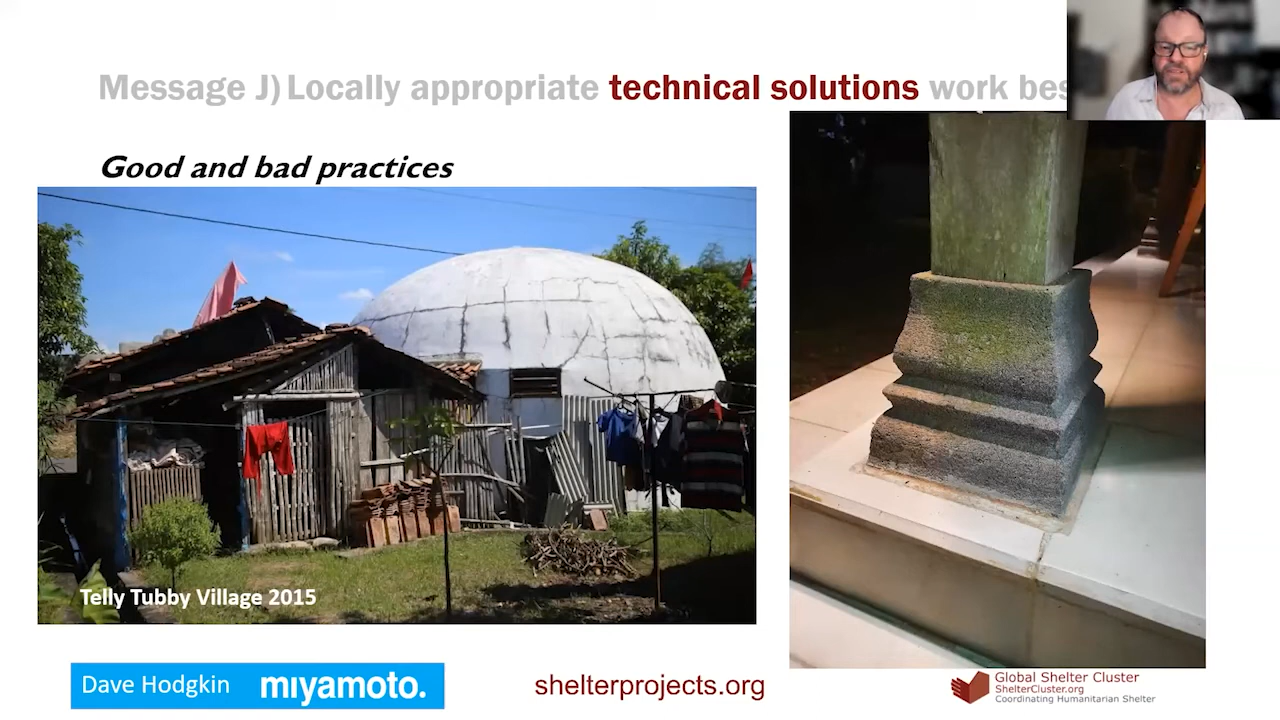 Message J) Locally appropriate technical solutions work bes
Good and bad practices
Telly Tubby Village 2015
Dave Hodgkin miyamoto.
shelterprojects.org
Global Shelter Cluster
ShelterCluster.org
Coordinating Humanitarian Shelter